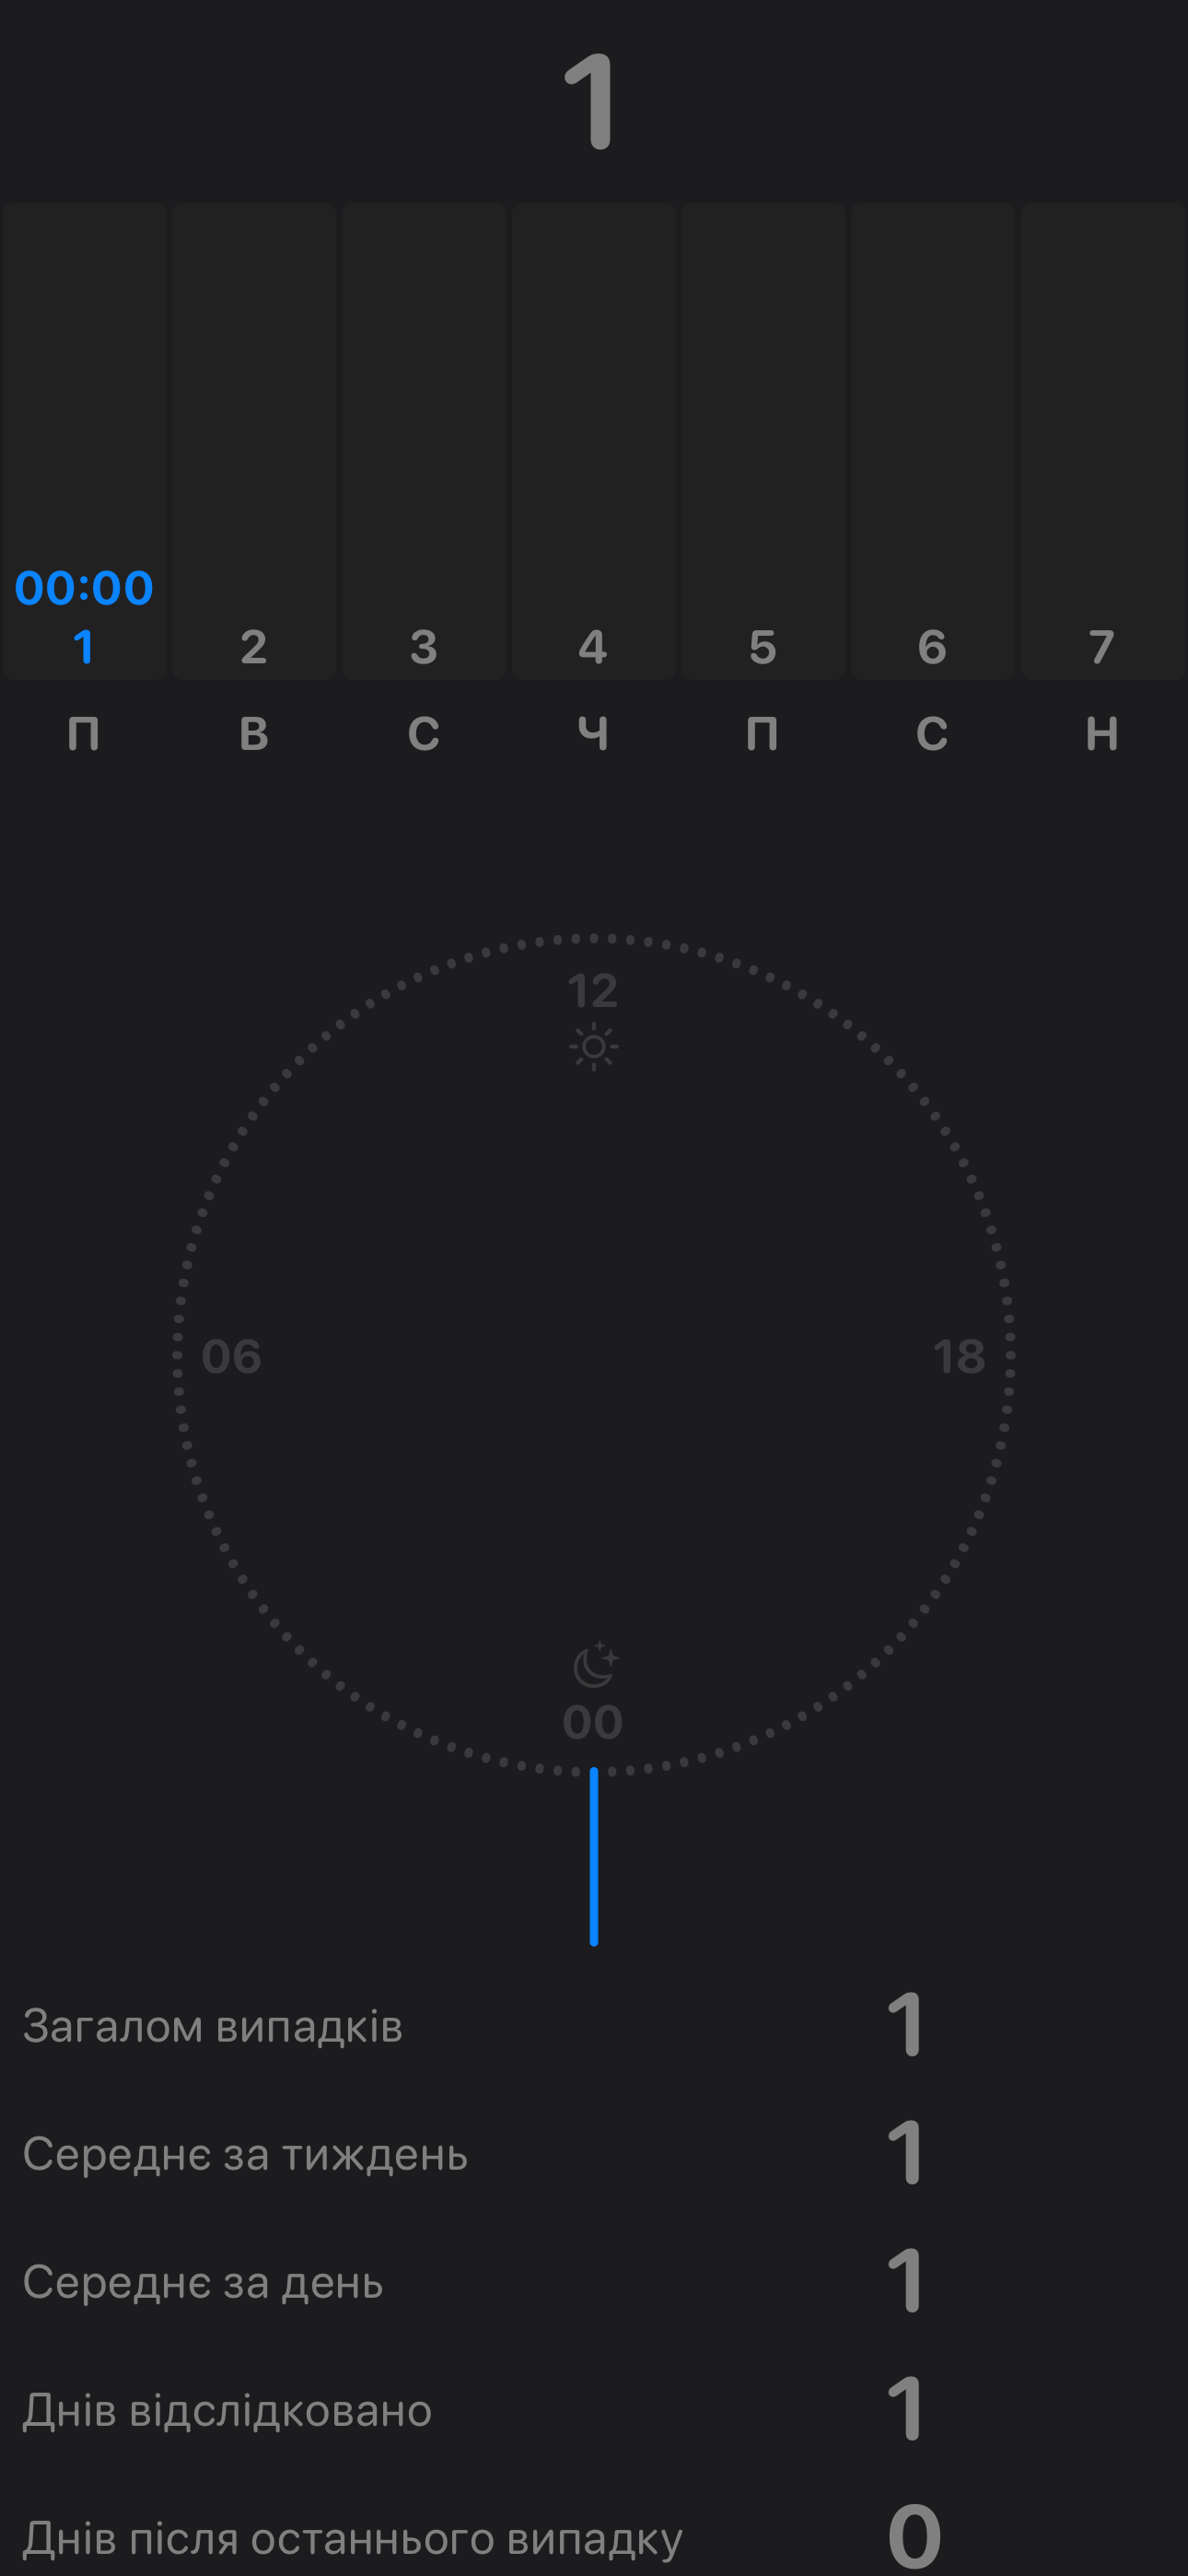 1
00:00
1 2 3 4 5 6 7
П В С Ч П С Н
12
06 18
00
Загалом випадків 1
Середнє за тиждень 1
Середнє за день 1
Днів відслідковано 1
Днів після останнього випадку 0